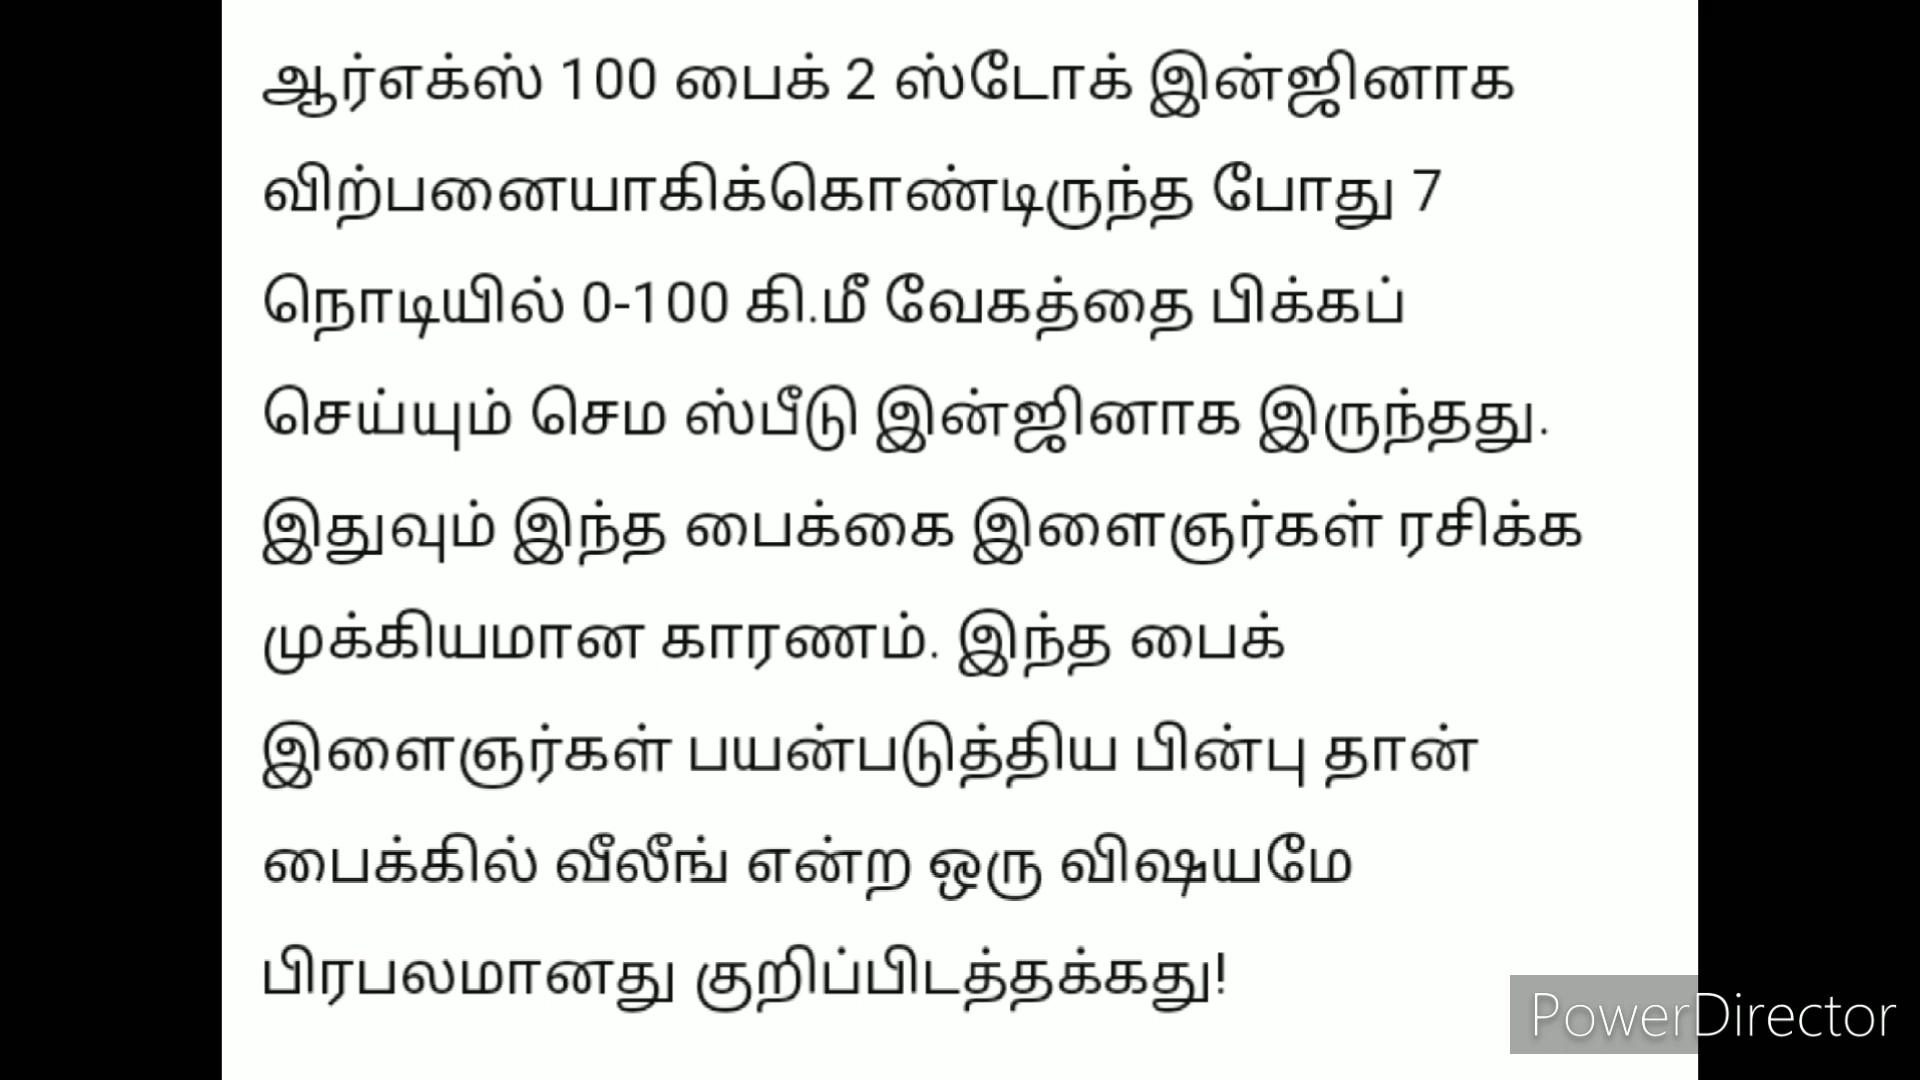 ஆர்எக்ஸ் 100 பைக் 2 ஸ்டோக் இன்ஜினாக
விற்பனையாகிக்கொண்டிருந்த போது 7
நொடியில் 0-100 கி.மீ வேகத்தை பிக்கப்
செய்யும் செம ஸ்பீடு இன்ஜினாக இருந்தது.
இதுவும் இந்த பைக்கை இளைஞர்கள் ரசிக்க
முக்கியமான காரணம். இந்த பைக்
இளைஞர்கள் பயன்படுத்திய பின்பு தான்
பைக்கில் வீலீங் என்ற ஒரு விஷயமே
பிரபலமானது குறிப்பிடத்தக்கது!
PowerDirector